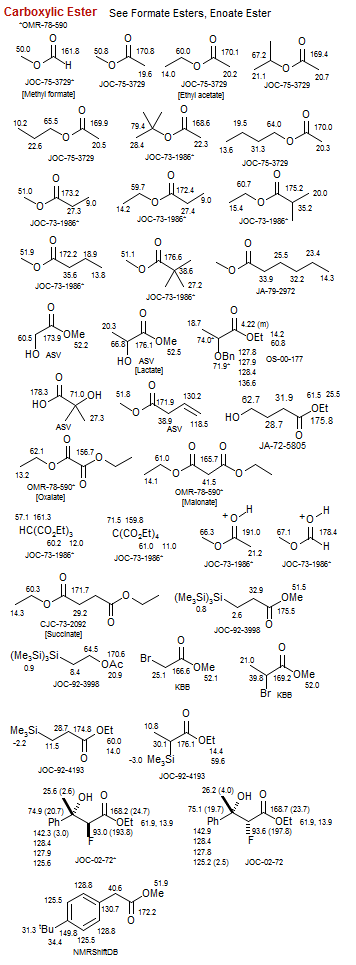 Carboxylic Ester See Formate Esters, Enoate Ester
*OMR-78-590
50.0 O 161.8 O H
JOC-75-3729*
[Methyl formate]
50.8 O 170.8 O 19.6
JOC-75-3729
60.0 O 170.1 O 14.0 20.2
JOC-75-3729
[Ethyl acetate]
67.2 O 169.4 O 21.1 20.7
JOC-75-3729
10.2 65.5 O 169.9 O 22.6 20.5
JOC-75-3729
79.4 O 168.6 O 28.4 22.3
JOC-73-1986*
19.5 64.0 O 170.0 O 13.6 31.3 20.3
JOC-75-3729
51.0 O 173.2 O 9.0 27.3
JOC-73-1986*
59.7 O 172.4 O 9.0 14.2 27.4
JOC-73-1986*
60.7 O 175.2 20.0 O 15.4 35.2
JOC-73-1986*
51.9 O 172.2 18.9 O 35.6 13.8
JOC-73-1986*
51.1 O 176.6 O 38.6 27.2
JOC-73-1986*
O O 25.5 23.4 33.9 32.2 14.3
JA-79-2972
O OMe 60.5 173.9 52.2 HO ASV
20.3 O OMe 66.8 176.1 52.5 HO ASV
[Lactate]
18.7 O 4.22 (m) OEt 14.2 60.8 74.0* OBn 71.9* 127.8 127.9 128.4 136.6
OS-00-177
178.3 O 71.0 OH HO 27.3
ASV
51.8 O 171.9 130.2 O 38.9 118.5
ASV
62.7 31.9 61.5 25.5 OEt HO 28.7 O 175.8
JA-72-5805
62.1 O 156.7 O O O 13.2
OMR-78-590*
[Oxalate]
61.0 O 165.7 O O O 14.1 41.5
OMR-78-590*
[Malonate]
57.1 161.3
HC(CO₂Et)₃
60.2 12.0
JOC-73-1986*
71.5 159.8
C(CO₂Et)₄
61.0 11.0
JOC-73-1986*
+ O H 66.3 191.0 O 21.2
JOC-73-1986*
+ O H 67.1 178.4 O H
JOC-73-1986*
60.3 O 171.7 O O O 14.3 29.2
CJC-73-2092
[Succinate]
(Me₃Si)₃Si 32.9 51.5 OMe 0.8 2.6 O 175.5
JOC-92-3998
(Me₃Si)₃Si 64.5 170.6 OAc 0.9 8.4 20.9
JOC-92-3998
Br O OMe 25.1 166.6 52.1
KBB
21.0 O OMe 39.8 169.2 52.0 Br KBB
Me₃Si 28.7 174.8 OEt 60.0 14.0 -2.2 11.5 O
JOC-92-4193
10.8 O OEt 30.1 176.1 14.4 59.6 -3.0 Me₃Si
JOC-92-4193
25.6 (2.6) OH O 168.2 (24.7)
74.9 (20.7) OEt 61.9, 13.9
Ph 93.0 (193.8) F
142.3 (3.0)
128.4
127.9
125.6
JOC-02-72*
26.2 (4.0) OH O 168.7 (23.7)
75.1 (19.7) OEt 61.9, 13.9
Ph 93.6 (197.8) F
142.9
128.4
127.8
125.2 (2.5)
JOC-02-72
128.8 40.6 51.9 OMe
125.5 130.7 O 172.2
31.3 ᵗBu 149.8 128.8
34.4 125.5
NMRShiftDB